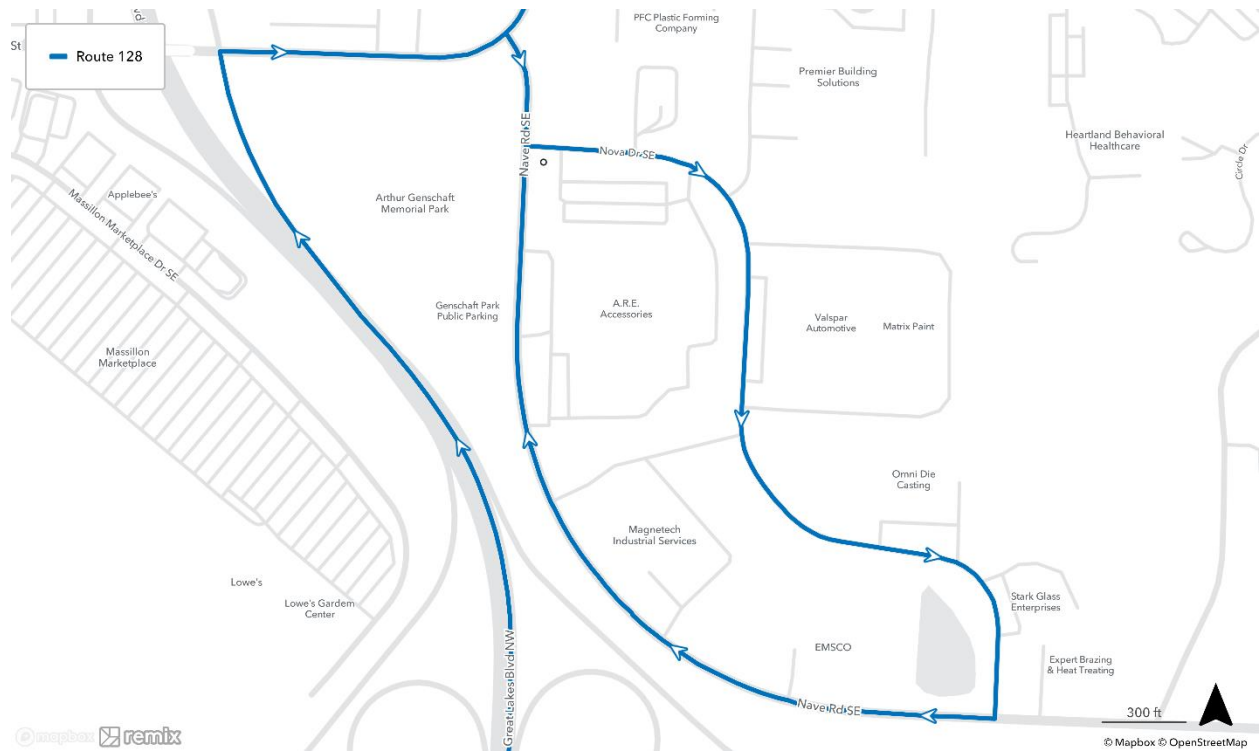 vd
St
Route 128
PFC Plastic Forming
Company
Premier Building
Solutions
Heartland Behavioral
Healthcare
Circle Dr
Nave Rd SE
Nova Dr SE
Applebee's
Massillon Marketplace Dr SE
Arthur Genschaft
Memorial Park
Genschaft Park
Public Parking
A.R.E.
Accessories
Valspar
Automotive
Matrix Paint
Massillon
Marketplace
Omni Die
Casting
Magnetech
Industrial Services
Lowe's
Lowe's Gardem
Center
Stark Glass
Enterprises
EMSCO
Expert Brazing
& Heat Treating
Great Lakes Blvd NW
Nave Rd SE
300 ft
mapbox remix
© Mapbox © OpenStreetMap